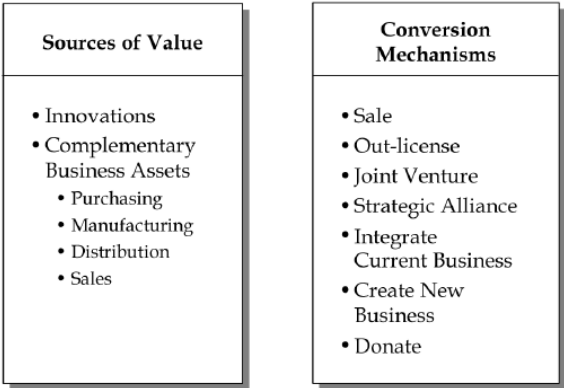 Sources of Value
• Innovations
• Complementary
Business Assets
• Purchasing
• Manufacturing
• Distribution
• Sales
Conversion
Mechanisms
• Sale
• Out-license
• Joint Venture
• Strategic Alliance
• Integrate
Current Business
• Create New
Business
• Donate